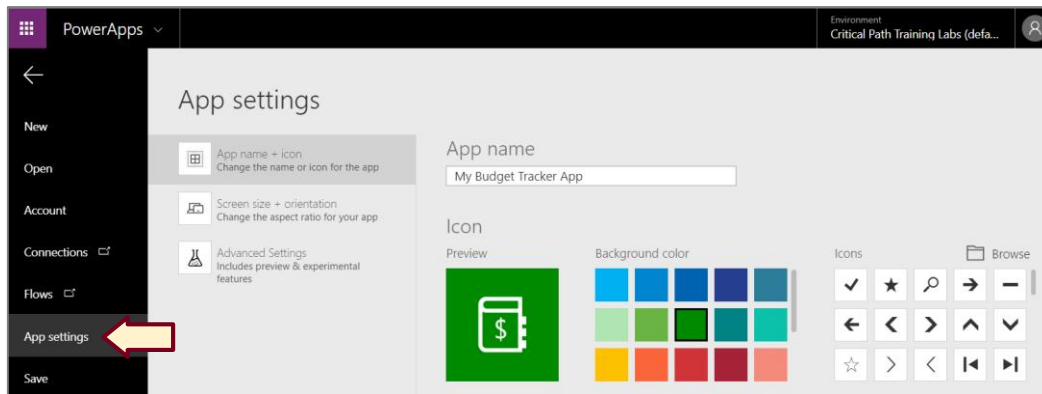 PowerApps
Environment
Critical Path Training Labs (defa...
New
Open
Account
Connections
Flows
App settings
Save
App settings
App name + icon
Change the name or icon for the app
Screen size + orientation
Change the aspect ratio for your app
Advanced Settings
Includes preview & experimental
features
App name
My Budget Tracker App
Icon
Preview
Background color
Icons
Browse
$